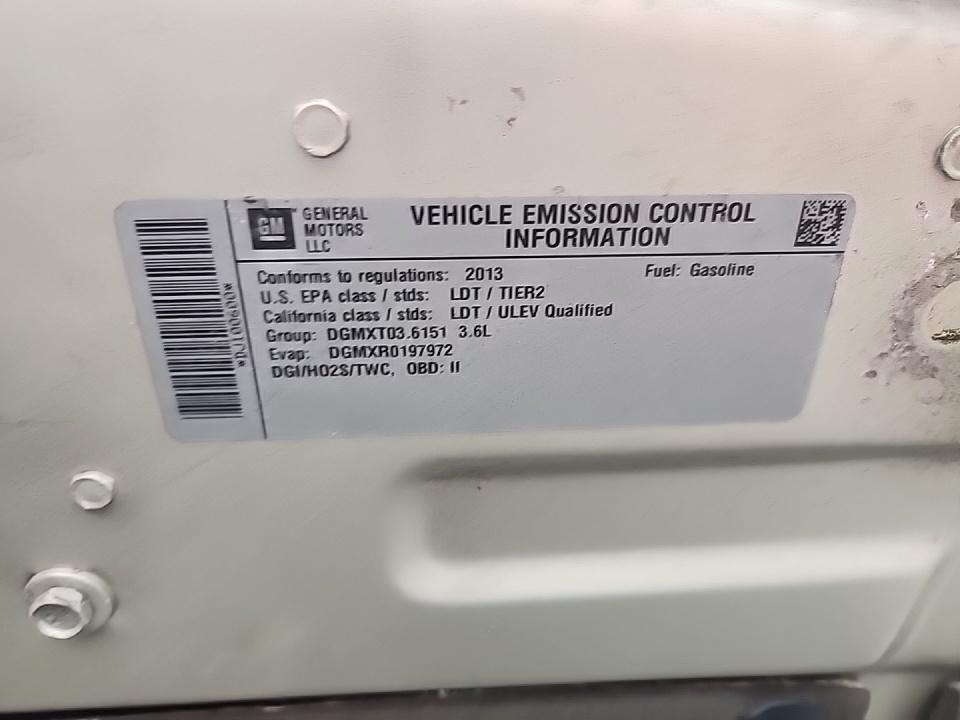 GM
GENERAL
MOTORS
LLC
VEHICLE EMISSION CONTROL
INFORMATION
Conforms to regulations: 2013
Fuel: Gasoline
U.S. EPA class / stds: LDT / TIER2
California class / stds: LDT / ULEV Qualified
Group: DGMXT03.6151 3.6L
Evap: DGMXR0197972
DGI/HO2S/TWC, OBD: II